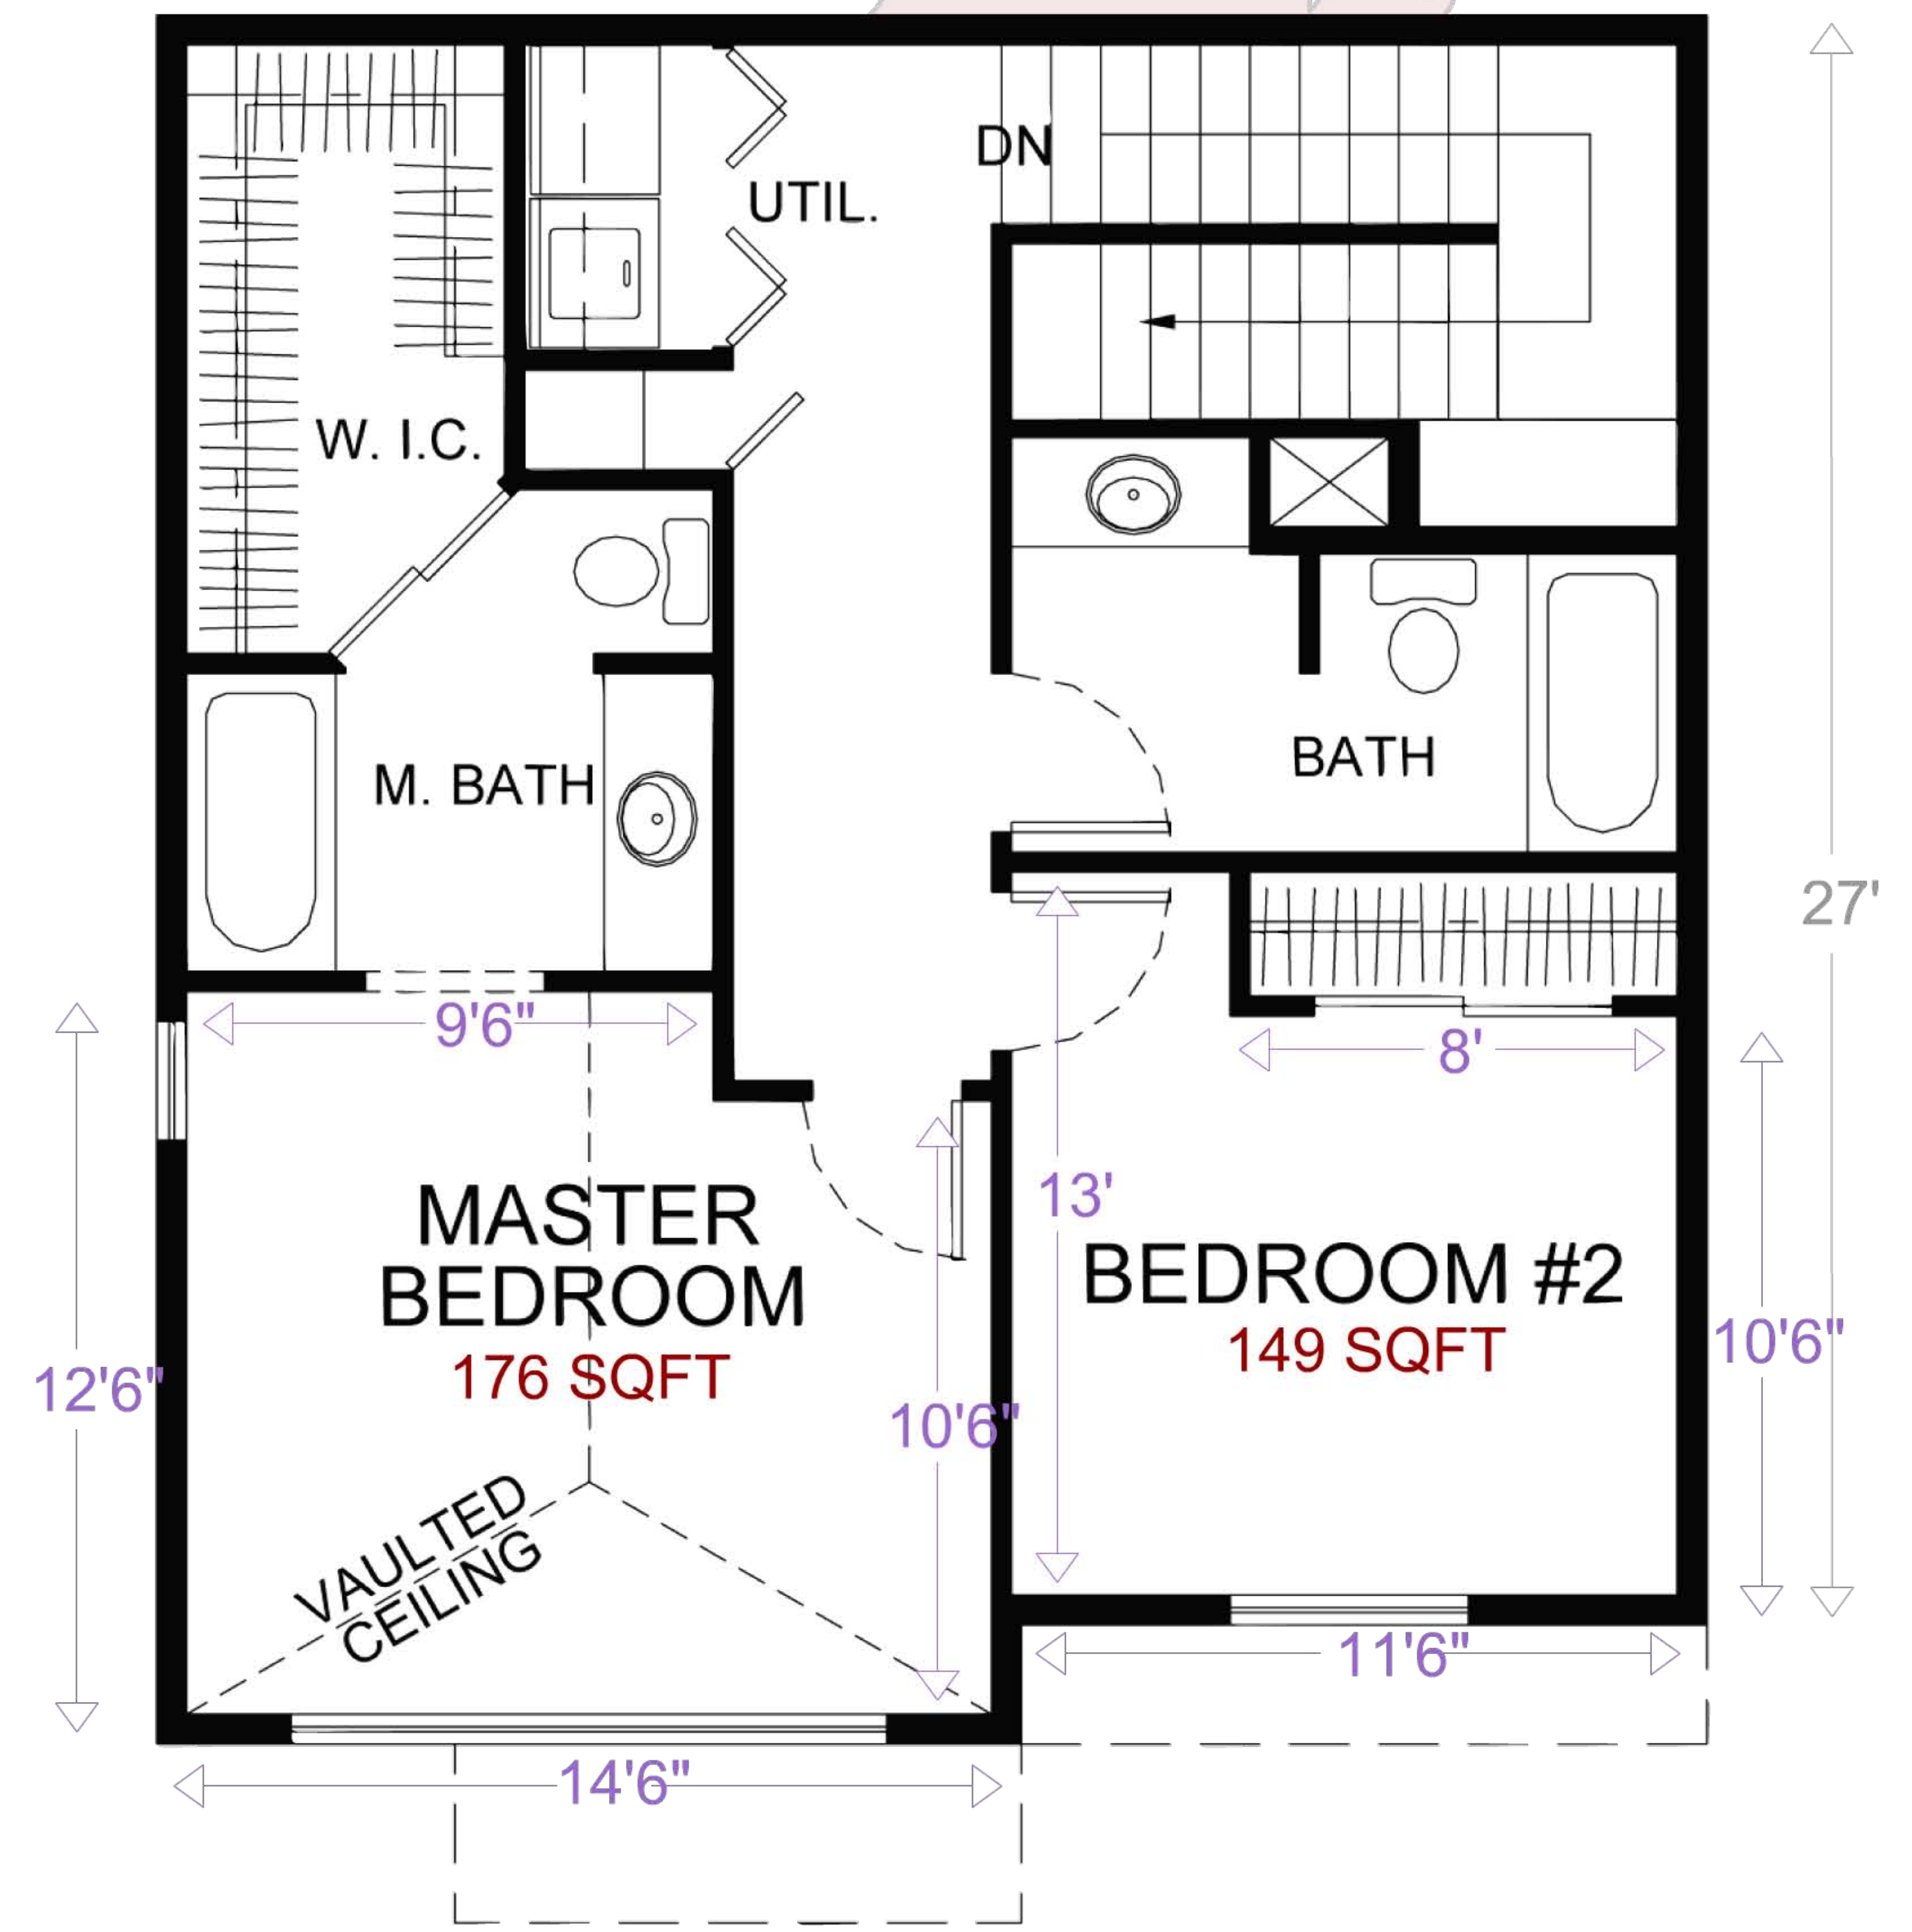 DN
UTIL.
W. I.C.
BATH
M. BATH
27'
9'6"
8'
13'
MASTER
BEDROOM
176 SQFT
BEDROOM #2
149 SQFT
10'6"
12'6"
10'6"
VAULTED
CEILING
11'6"
14'6"